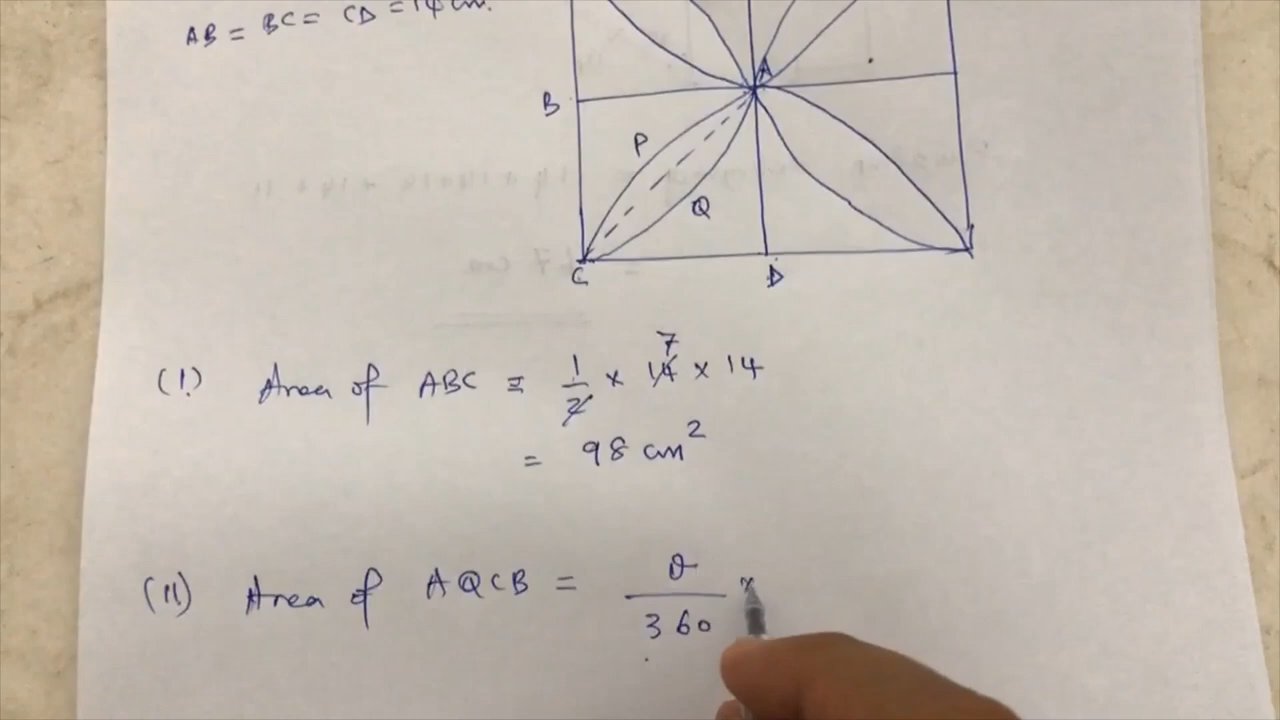 AB = BC = CD = 14 cm.
A
B
P
Q
C
D
(I) Area of ABC = 1/2 × 14 × 14
7
= 98 cm²
(II) Area of AQCB = θ/360 ×